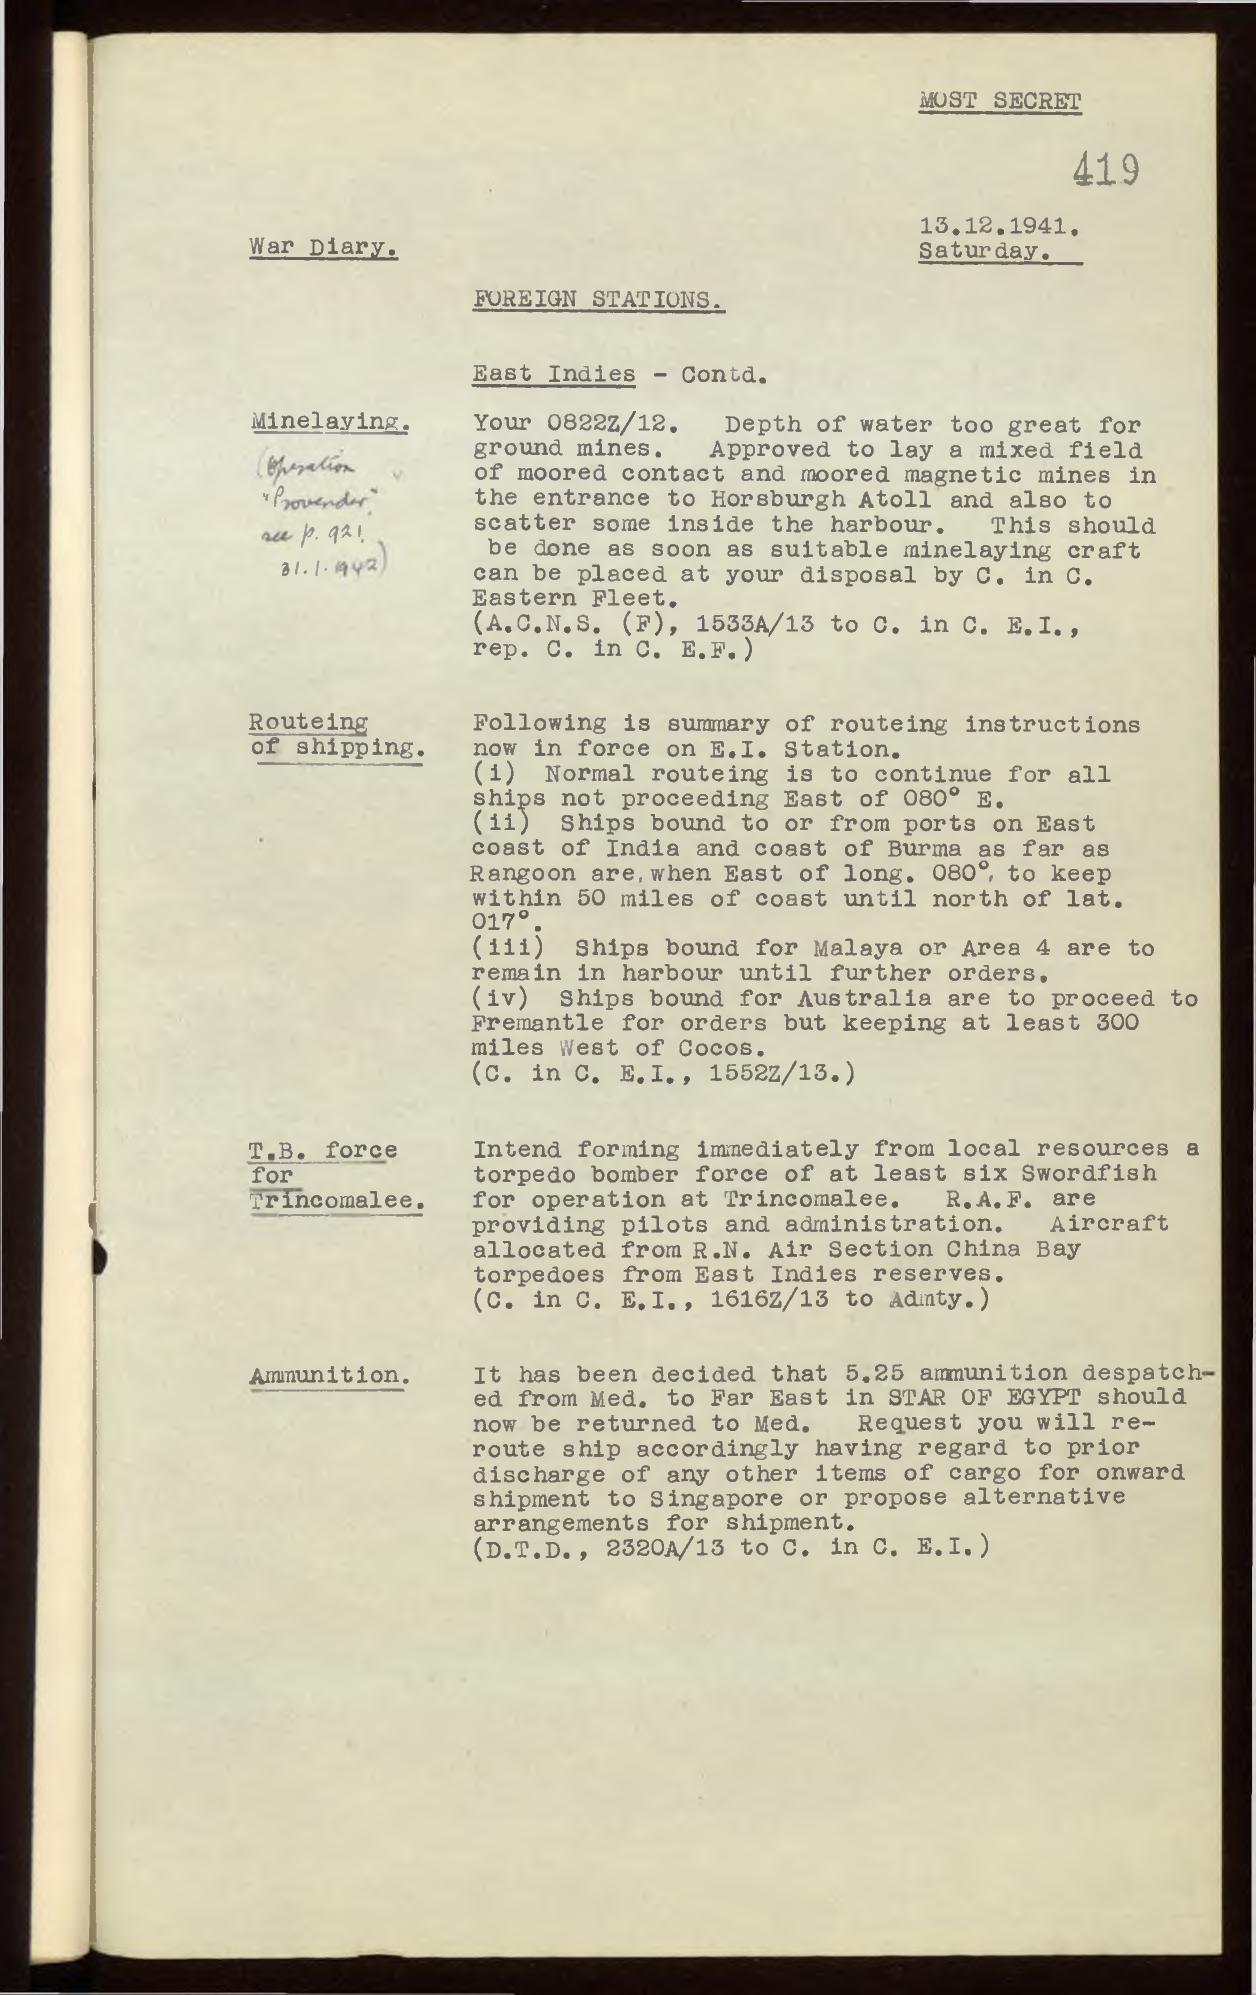 MOST SECRET
419
13.12.1941.
War Diary.
Saturday.
FOREIGN STATIONS.
East Indies - Contd.
Minelaying.
(Operation
"Provender"
see p. 921.
31.1.1942)
Your 0822Z/12. Depth of water too great for
ground mines. Approved to lay a mixed field
of moored contact and moored magnetic mines in
the entrance to Horsburgh Atoll and also to
scatter some inside the harbour. This should
be done as soon as suitable minelaying craft
can be placed at your disposal by C. in C.
Eastern Fleet.
(A.C.N.S. (F), 1533A/13 to C. in C. E.I.,
rep. C. in C. E.F.)
Routeing
of shipping.
Following is summary of routeing instructions
now in force on E.I. Station.
(i) Normal routeing is to continue for all
ships not proceeding East of 080° E.
(ii) Ships bound to or from ports on East
coast of India and coast of Burma as far as
Rangoon are, when East of long. 080°, to keep
within 50 miles of coast until north of lat.
017°.
(iii) Ships bound for Malaya or Area 4 are to
remain in harbour until further orders.
(iv) Ships bound for Australia are to proceed to
Fremantle for orders but keeping at least 300
miles West of Cocos.
(C. in C. E.I., 1552Z/13.)
T.B. force
for
Trincomalee.
Intend forming immediately from local resources a
torpedo bomber force of at least six Swordfish
for operation at Trincomalee. R.A.F. are
providing pilots and administration. Aircraft
allocated from R.N. Air Section China Bay
torpedoes from East Indies reserves.
(C. in C. E.I., 1616Z/13 to Admty.)
Ammunition.
It has been decided that 5.25 ammunition despatch-
ed from Med. to Far East in STAR OF EGYPT should
now be returned to Med. Request you will re-
route ship accordingly having regard to prior
discharge of any other items of cargo for onward
shipment to Singapore or propose alternative
arrangements for shipment.
(D.T.D., 2320A/13 to C. in C. E.I.)